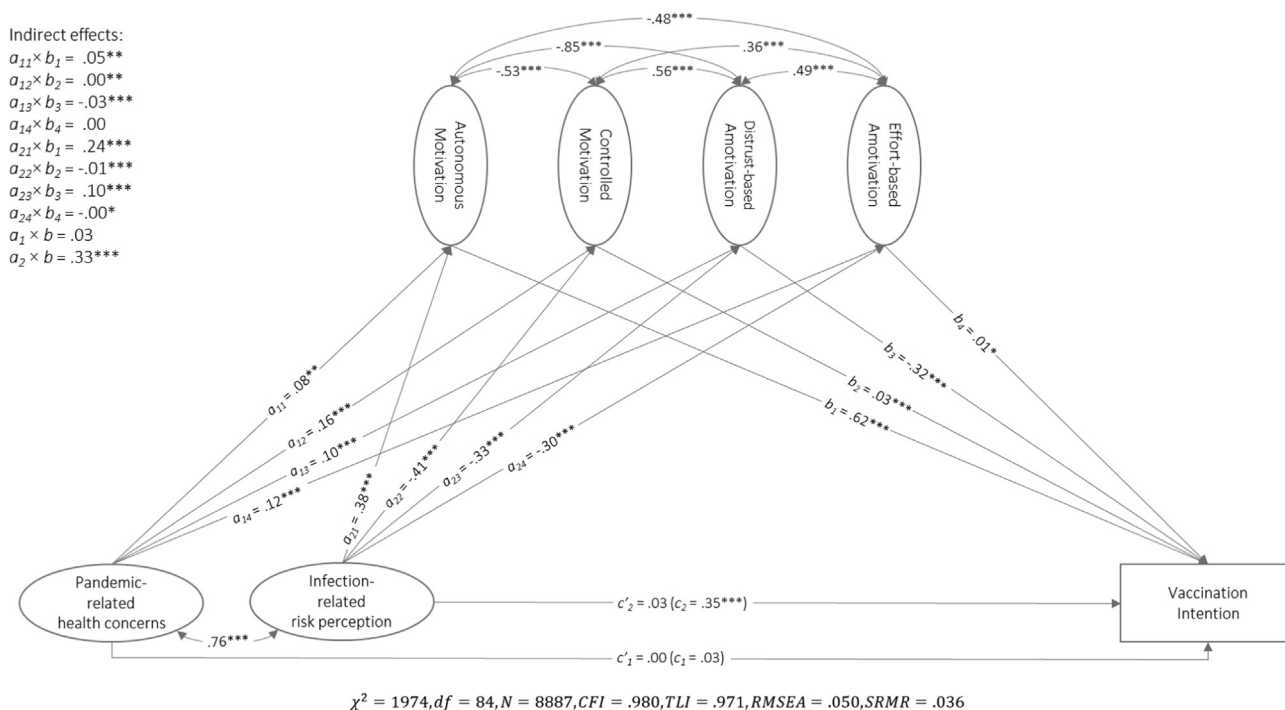 Indirect effects:
a₁₁× b₁ = .05**
a₁₂× b₂ = .00**
a₁₃× b₃ = -.03***
a₁₄× b₄ = .00
a₂₁× b₁ = .24***
a₂₂× b₂ = -.01***
a₂₃× b₃ = .10***
a₂₄× b₄ = -.00*
a₁ × b = .03
a₂ × b = .33***
-.48***
-.85***
.36***
-.53***
.56***
.49***
Autonomous
Motivation
Controlled
Motivation
Distrust-based
Amotivation
Effort-based
Amotivation
a₁₁ = .08**
a₁₂ = .16***
a₁₃ = .10***
a₁₄ = .12***
a₂₁ = .38***
a₂₂ = -.41***
a₂₃ = -.33***
a₂₄ = -.30***
b₄ = .01*
b₃ = -.32***
b₂ = .03***
b₁ = .62***
Pandemic-
related
health concerns
Infection-
related
risk perception
.76***
c'₂ = .03 (c₂ = .35***)
c'₁ = .00 (c₁ = .03)
Vaccination
Intention
χ² = 1974, df = 84, N = 8887, CFI = .980, TLI = .971, RMSEA = .050, SRMR = .036